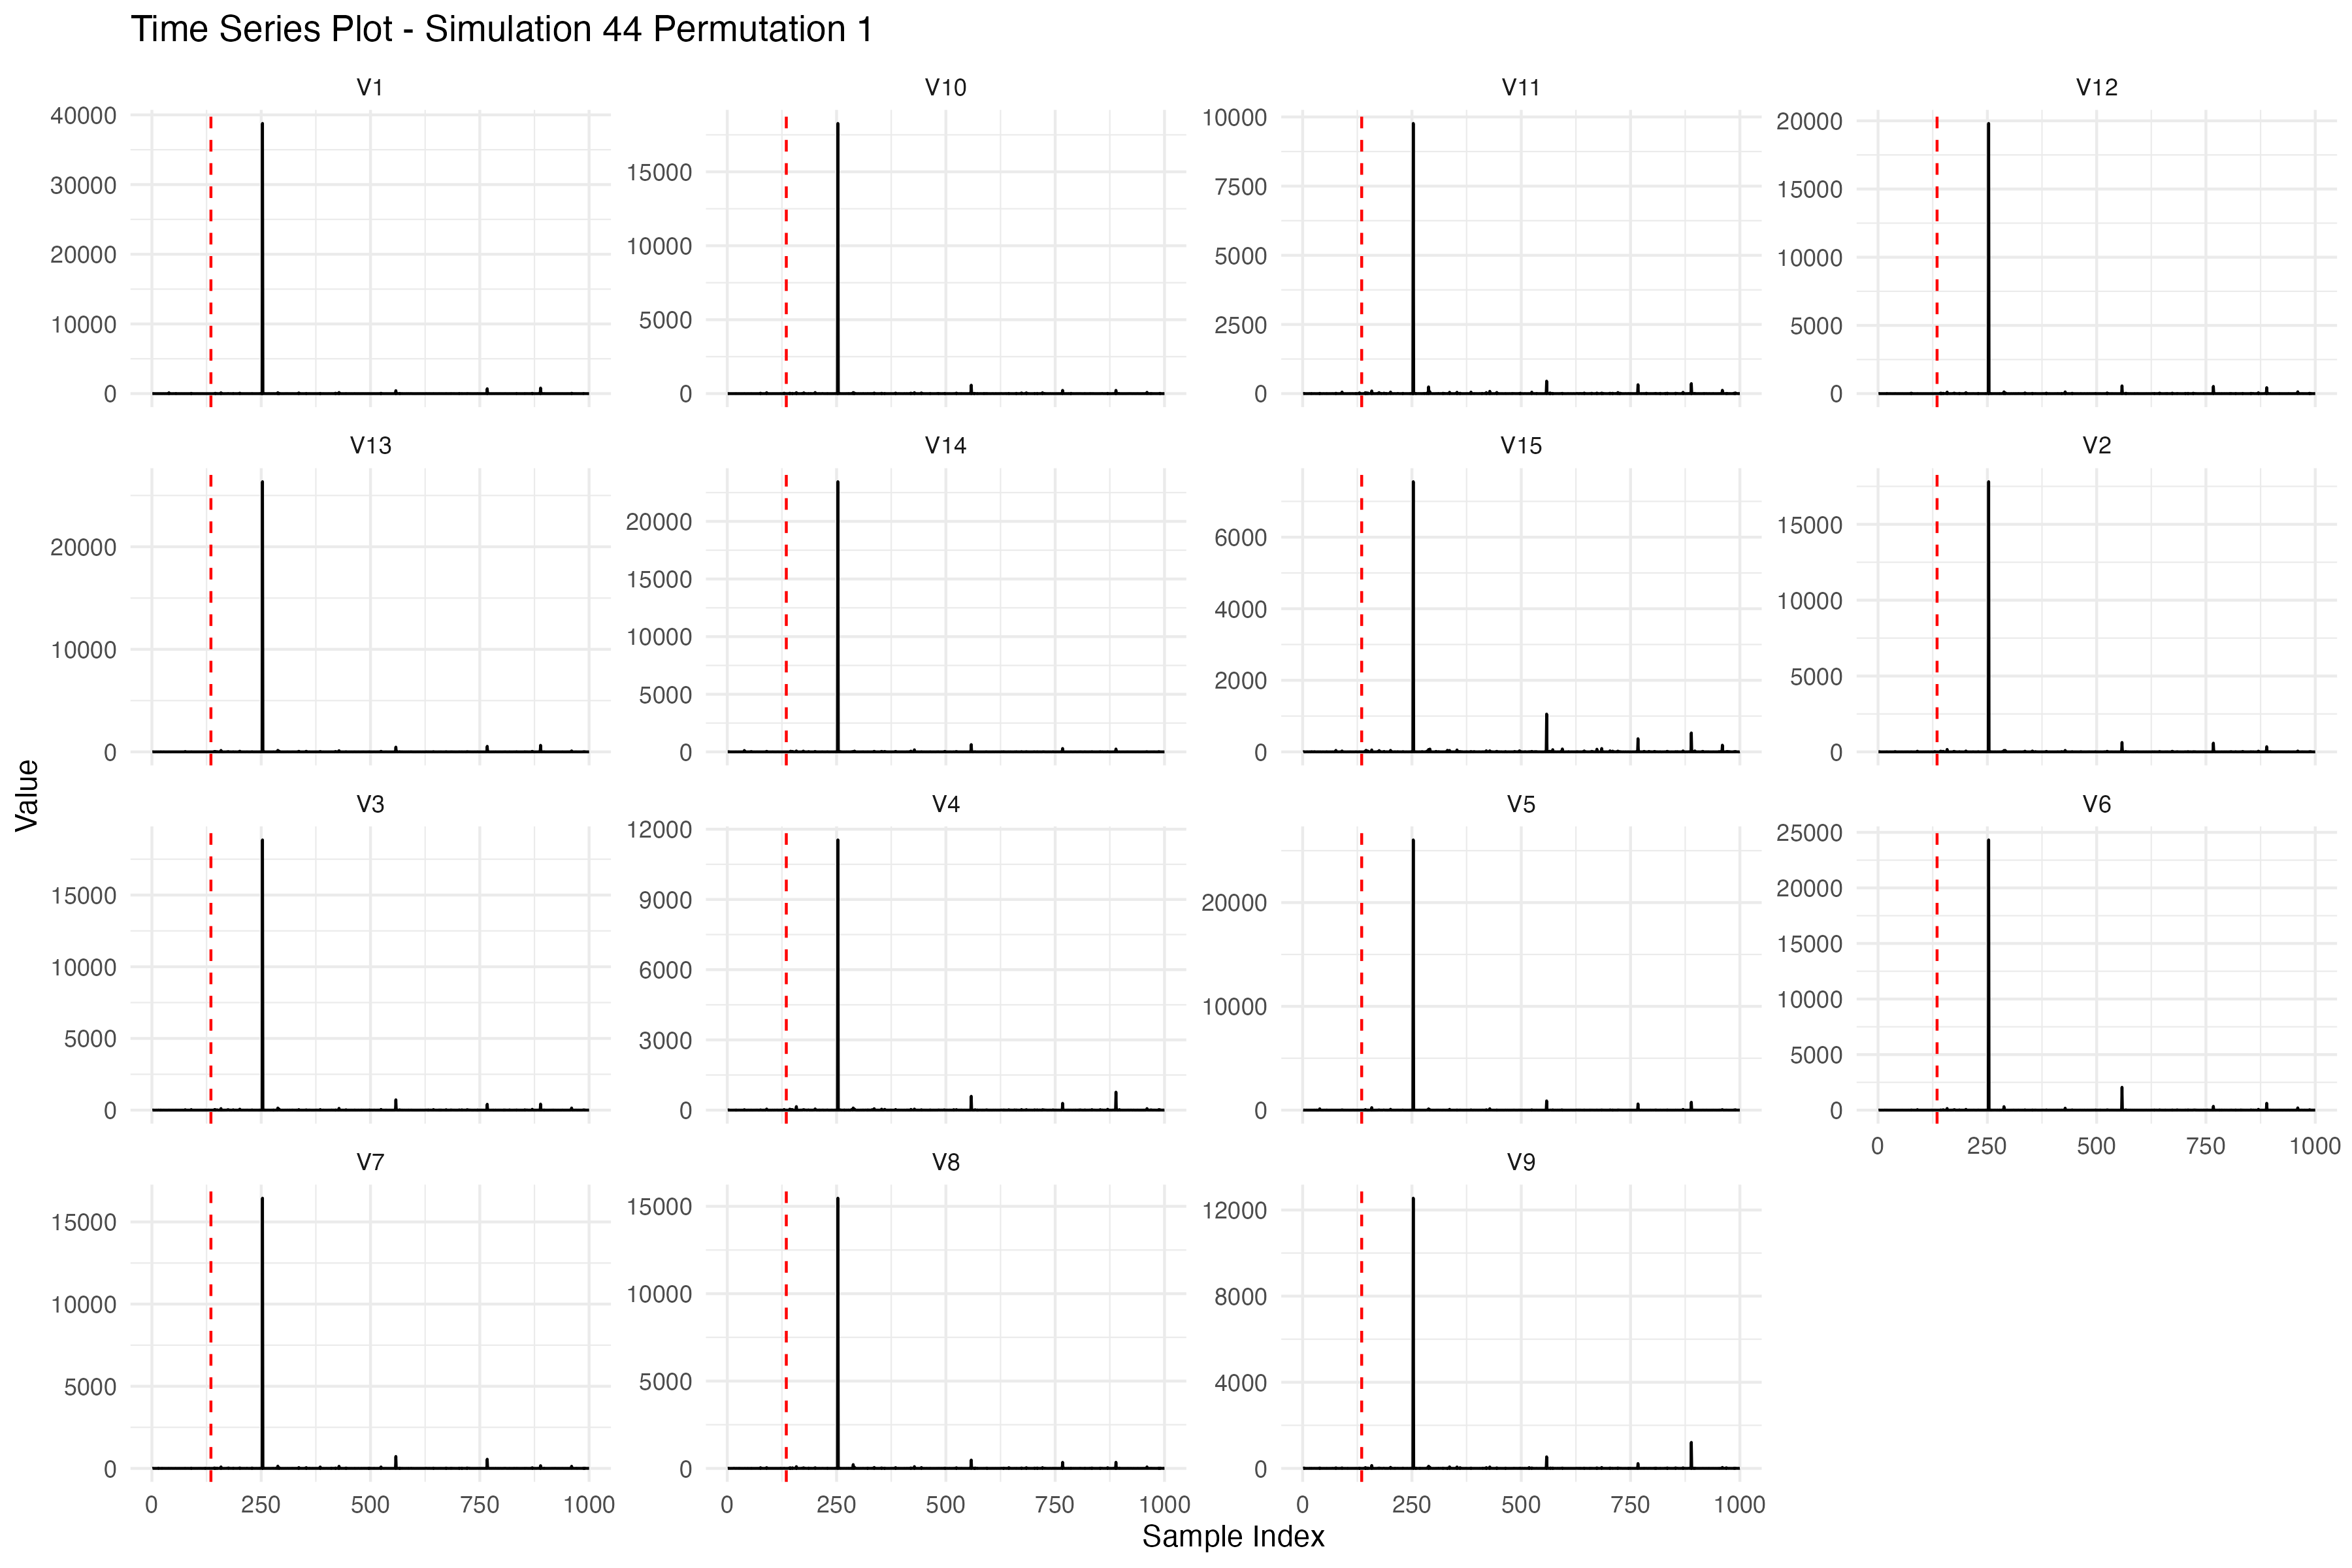 Time Series Plot - Simulation 44 Permutation 1
V1
V10
V11
V12
40000
30000
20000
10000
0
15000
10000
5000
0
10000
7500
5000
2500
0
20000
15000
10000
5000
0
V13
V14
V15
V2
20000
10000
0
20000
15000
10000
5000
0
6000
4000
2000
0
15000
10000
5000
0
Value
V3
V4
V5
V6
15000
10000
5000
0
12000
9000
6000
3000
0
20000
10000
0
25000
20000
15000
10000
5000
0
0 250 500 750 1000
V7
V8
V9
15000
10000
5000
0
15000
10000
5000
0
12000
8000
4000
0
0 250 500 750 1000
0 250 500 750 1000
0 250 500 750 1000
Sample Index